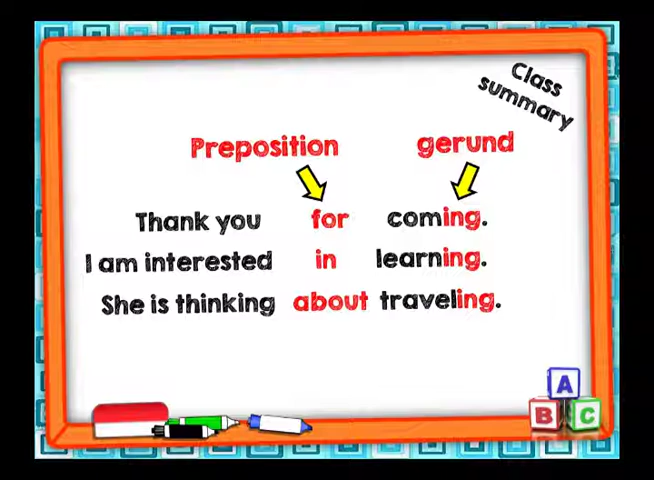 Class
summary
Preposition gerund
Thank you for coming.
I am interested in learning.
She is thinking about traveling.
A
B C